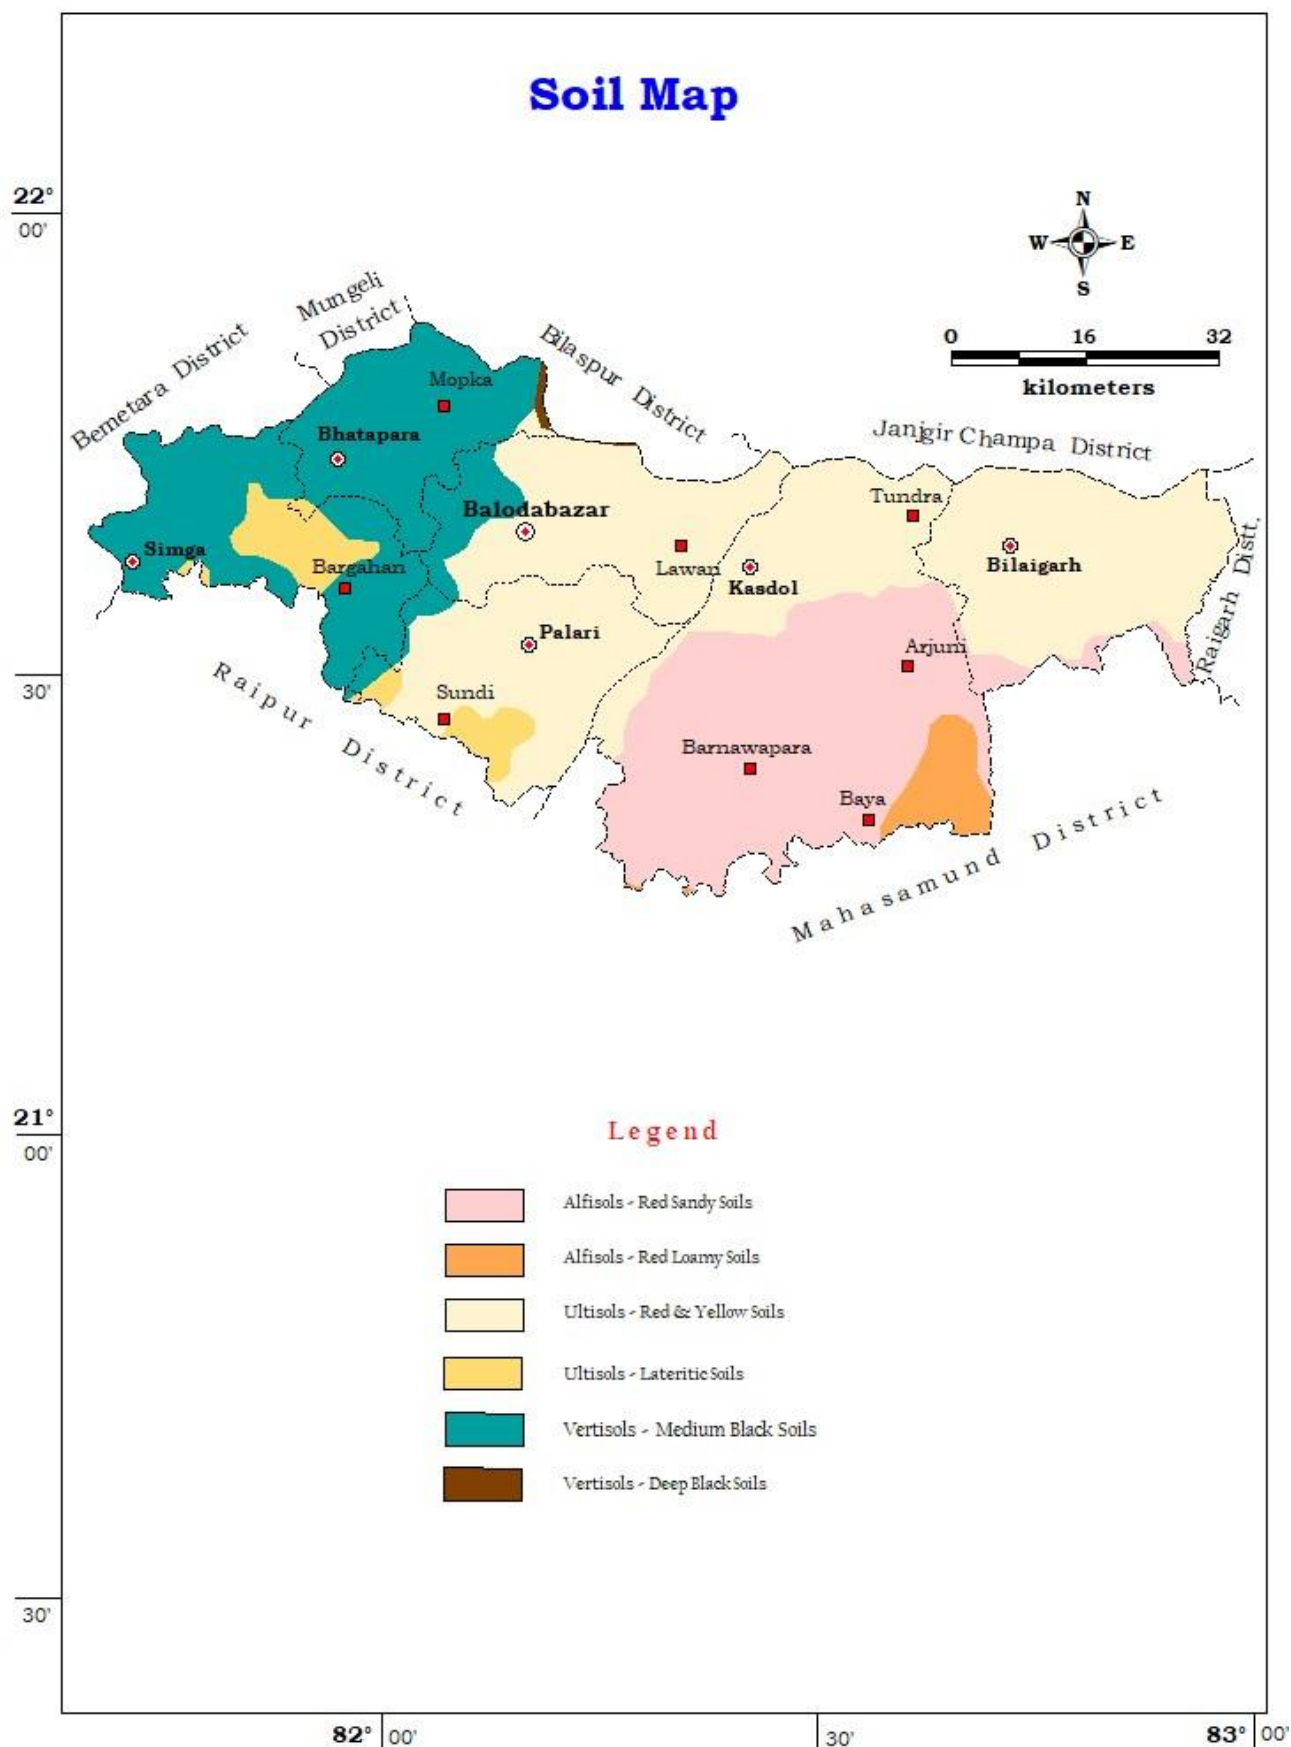 Soil Map
22°
00'
N
W E
S
0 16 32
kilometers
Mungeli
District
Bemetara District
Bilaspur District
Janjgir Champa District
Mopka
Bhatapara
Tundra
Balodabazar
Raigarh Distt.
Simga
Lawan
Bilaigarh
Bargahan
Kasdol
Palari
Arjuni
30'
Raipur District
Sundi
Barnawapara
Baya
Mahasamund District
21°
00'
Legend
Alfisols - Red Sandy Soils
Alfisols - Red Loamy Soils
Ultisols - Red & Yellow Soils
Ultisols - Lateritic Soils
Vertisols - Medium Black Soils
Vertisols - Deep Black Soils
30'
82° 00' 30' 83° 00'